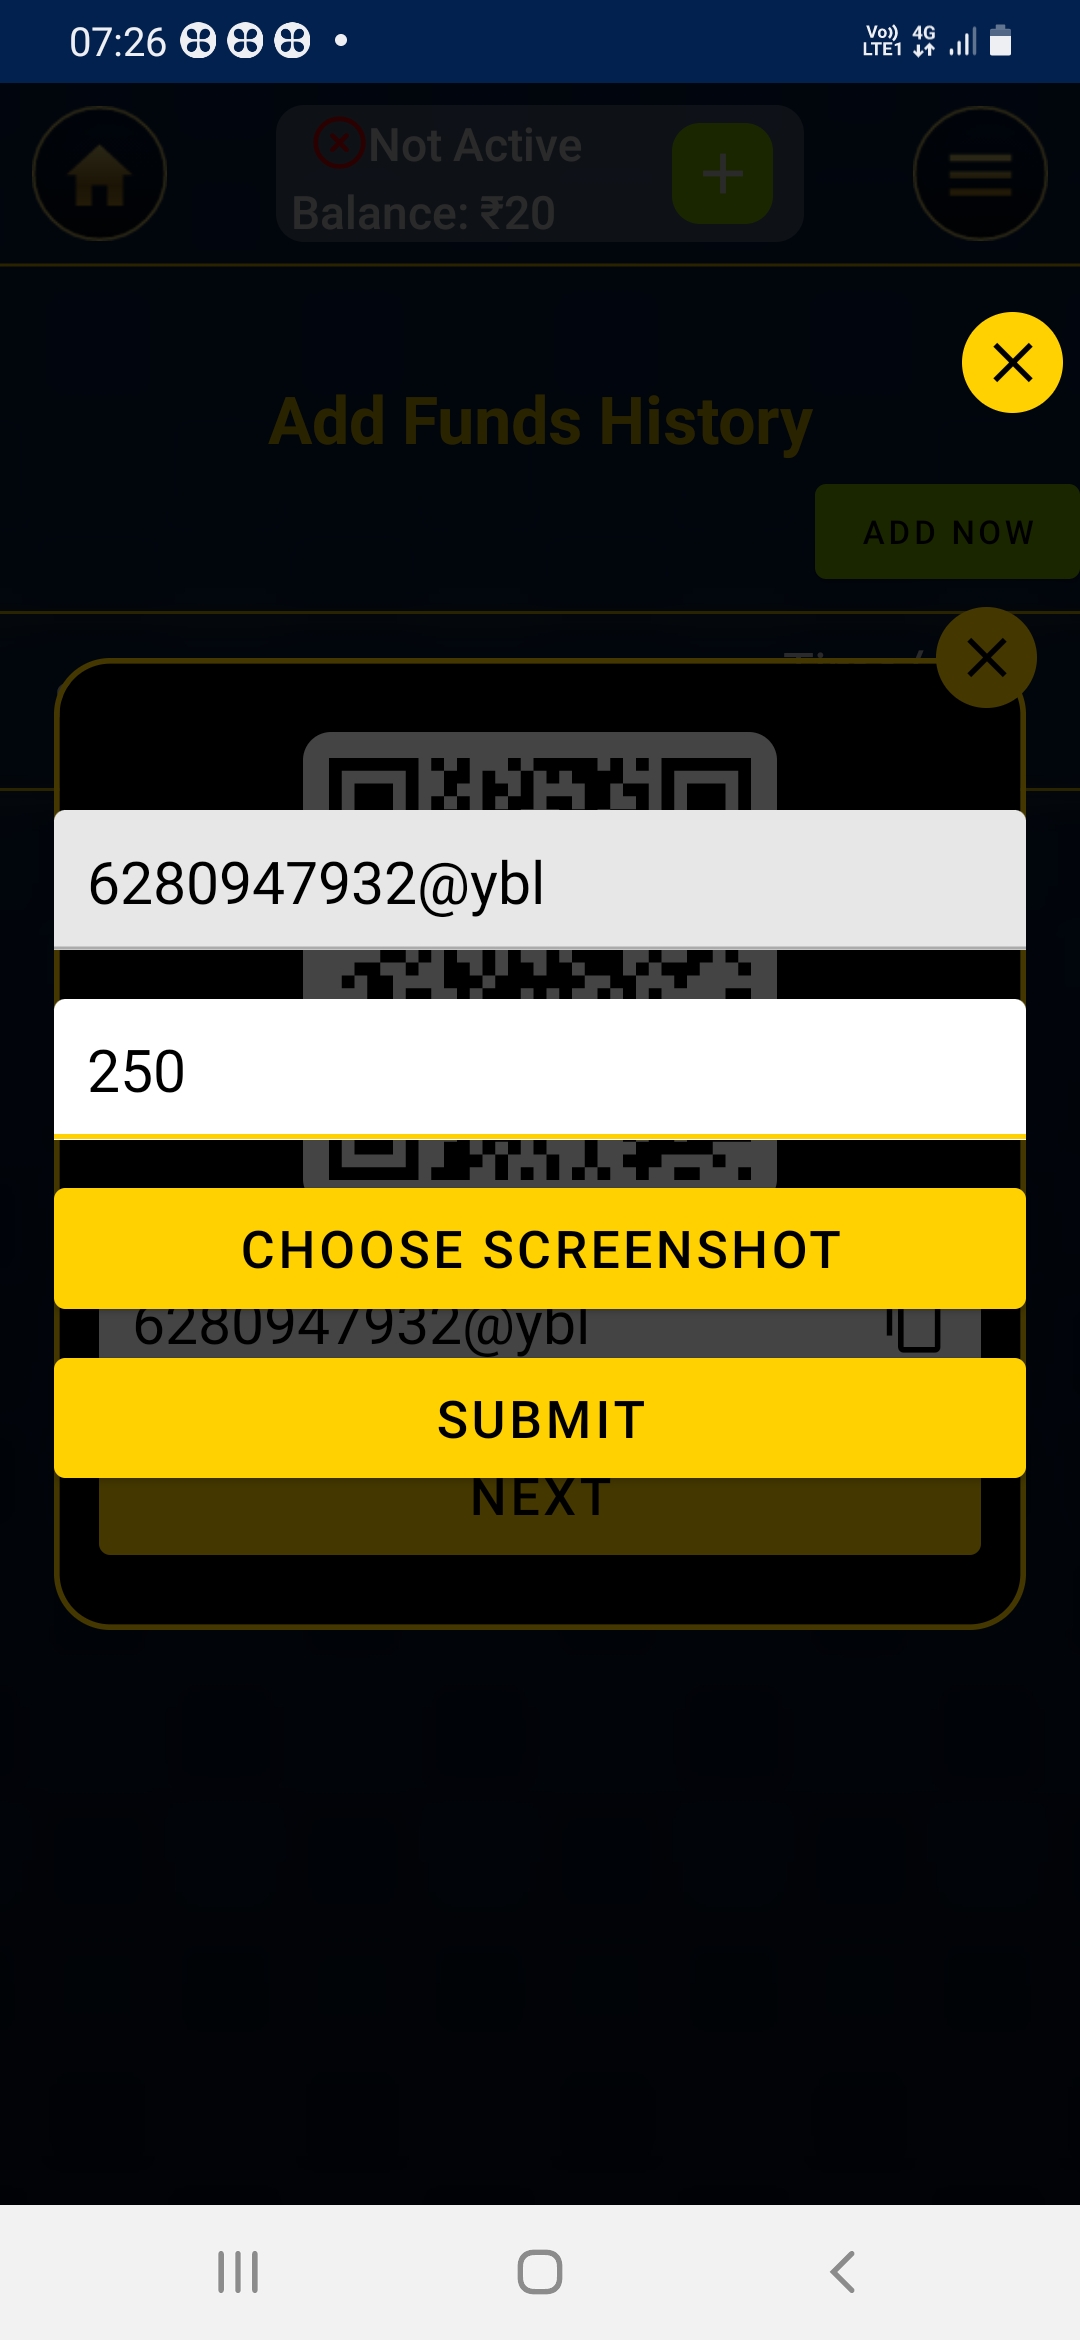 07:26
Vo)) 4G
LTE1
Not Active
Balance: ₹20
Add Funds History
ADD NOW
6280947932@ybl
250
CHOOSE SCREENSHOT
6280947932@ybl
SUBMIT
NEXT